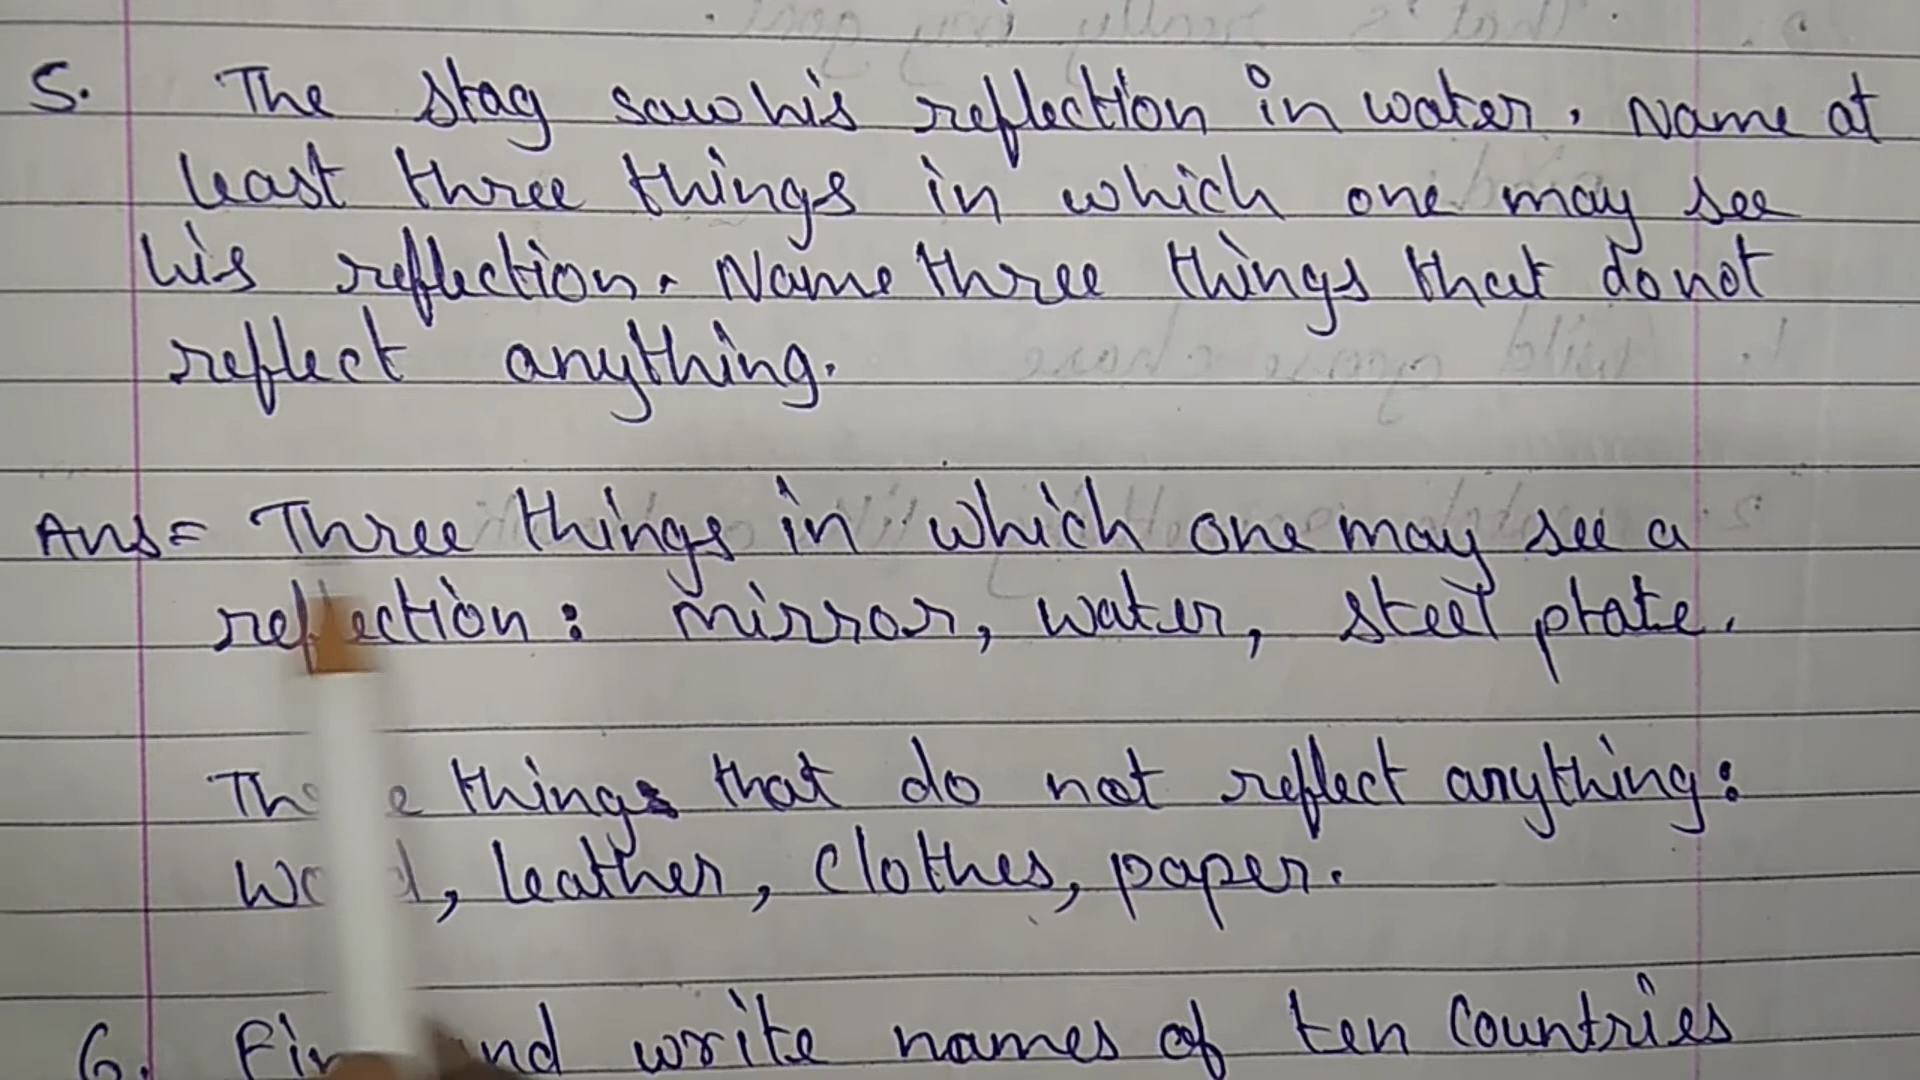 5. The stag saw his reflection in water. Name at
least three things in which one may see
his reflection. Name three things that do not
reflect anything.
Ans= Three things in which one may see a
reflection: mirror, water, steel plate.
things that do not reflect anything:
, leather, clothes, paper.
6. write names of ten countries